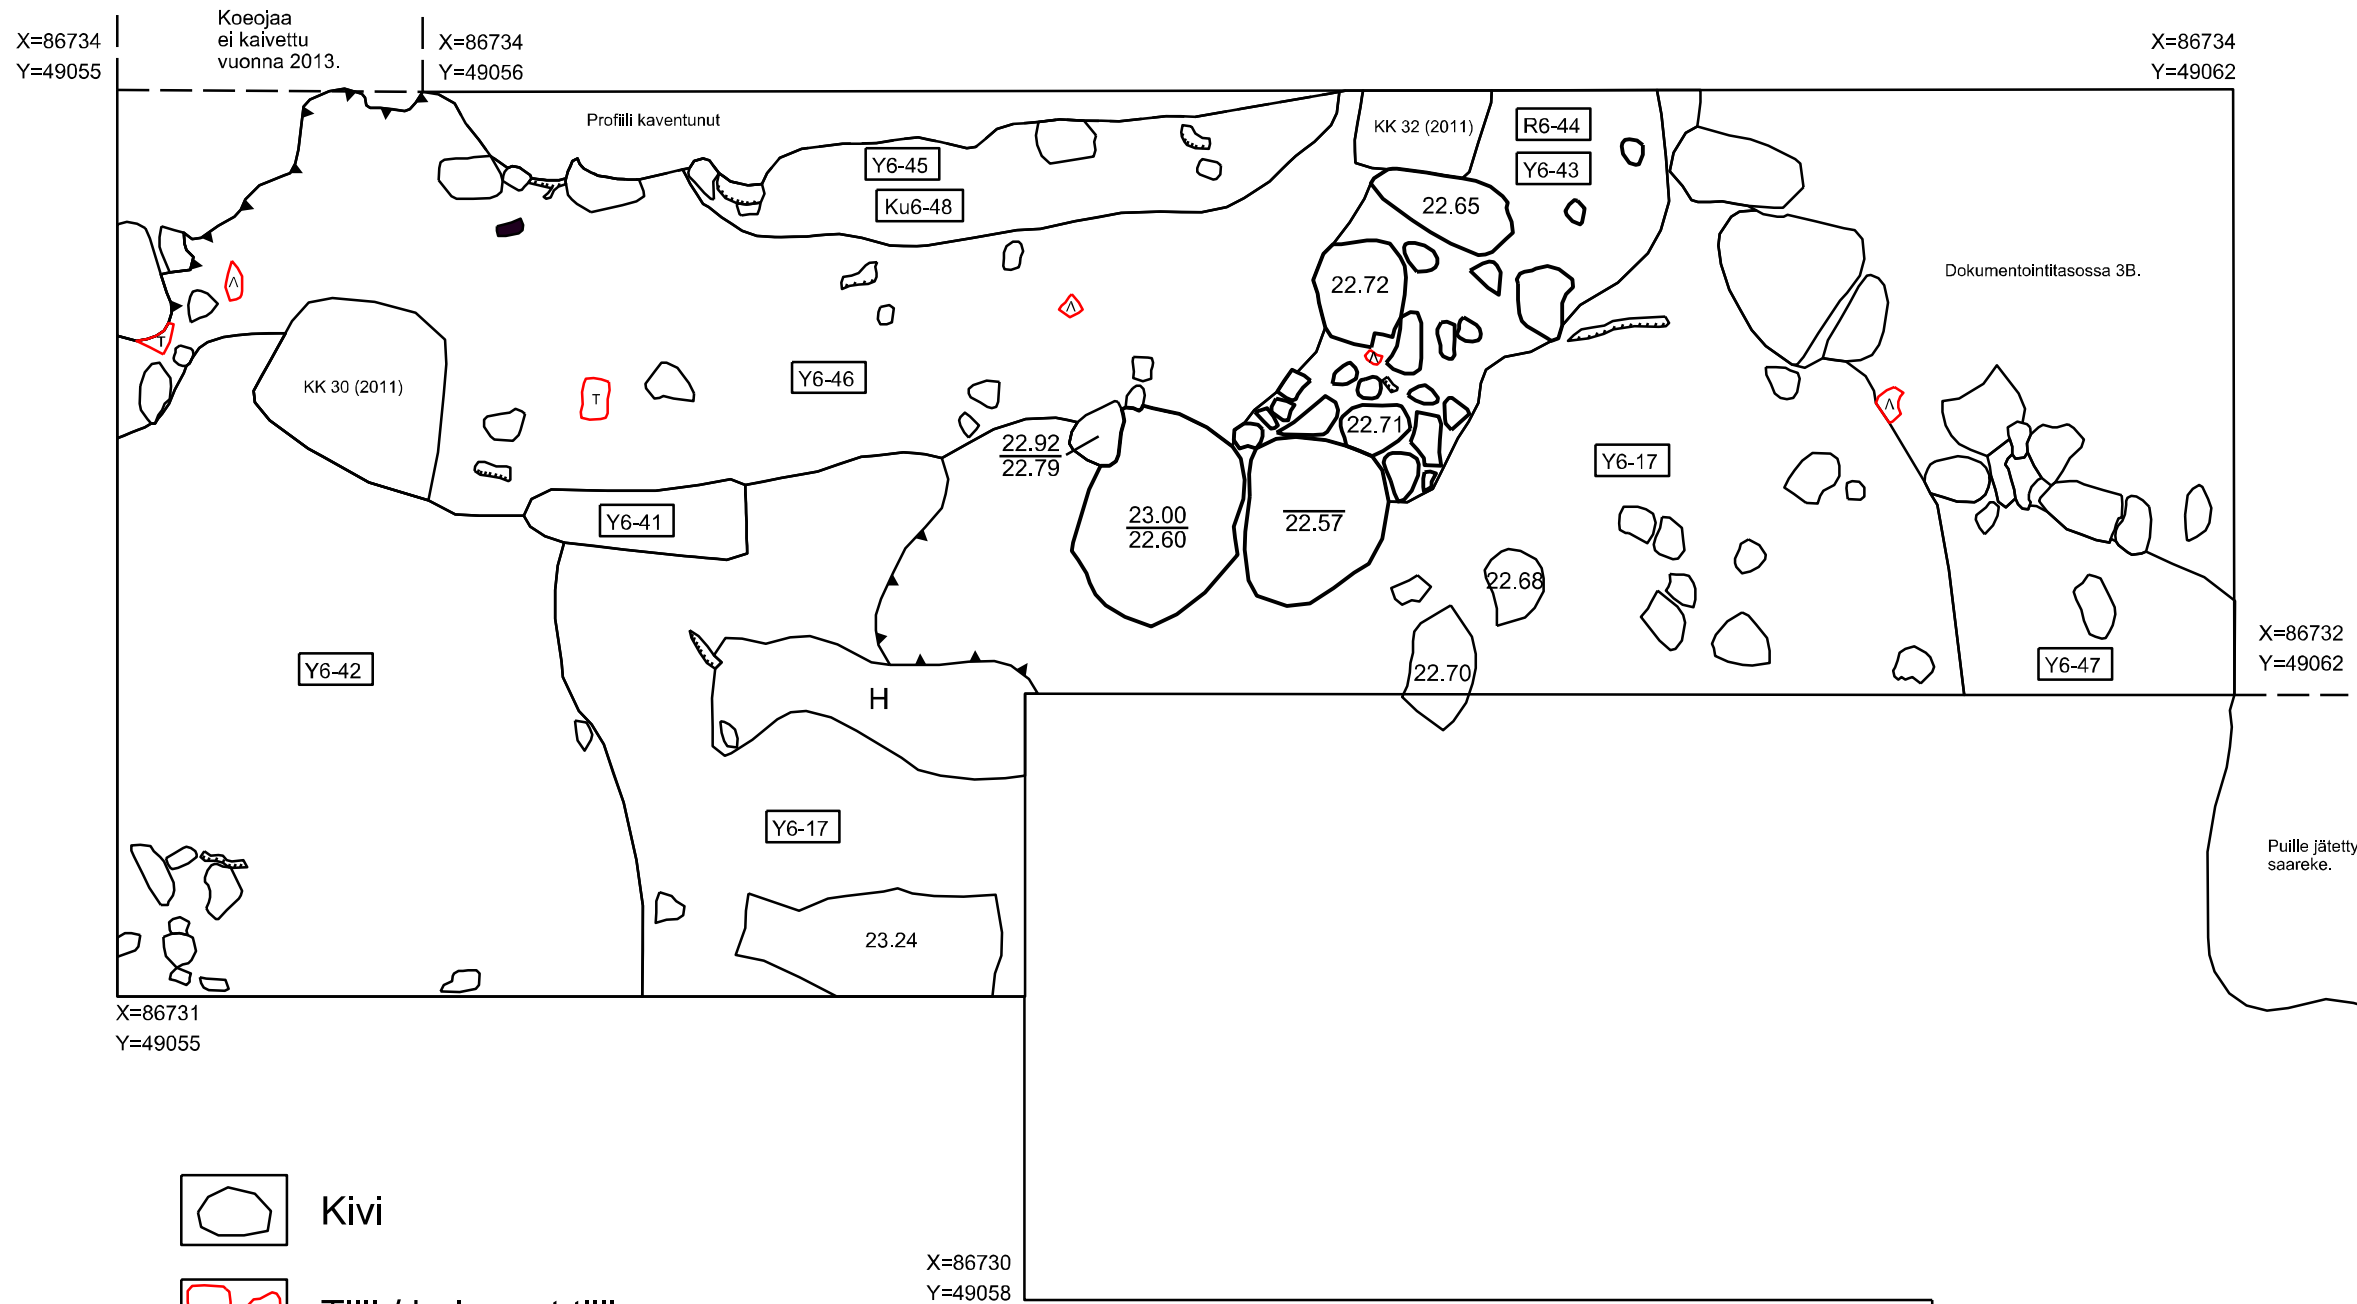 Koeojaa
ei kaivettu
vuonna 2013.
X=86734
Y=49055
X=86734
Y=49056
X=86734
Y=49062
Profiili kaventunut
KK 32 (2011)
R6-44
Y6-43
Y6-45
Ku6-48
22.65
22.72
Dokumentointitasossa 3B.
Λ
Λ
T
Λ
KK 30 (2011)
T
Y6-46
Λ
22.71
22.92
22.79
Y6-17
23.00
22.60
22.57
Y6-41
22.68
22.70
Y6-42
H
Y6-47
X=86732
Y=49062
Y6-17
Puille jätetty
saareke.
23.24
X=86731
Y=49055
Kivi
X=86730
Y=49058